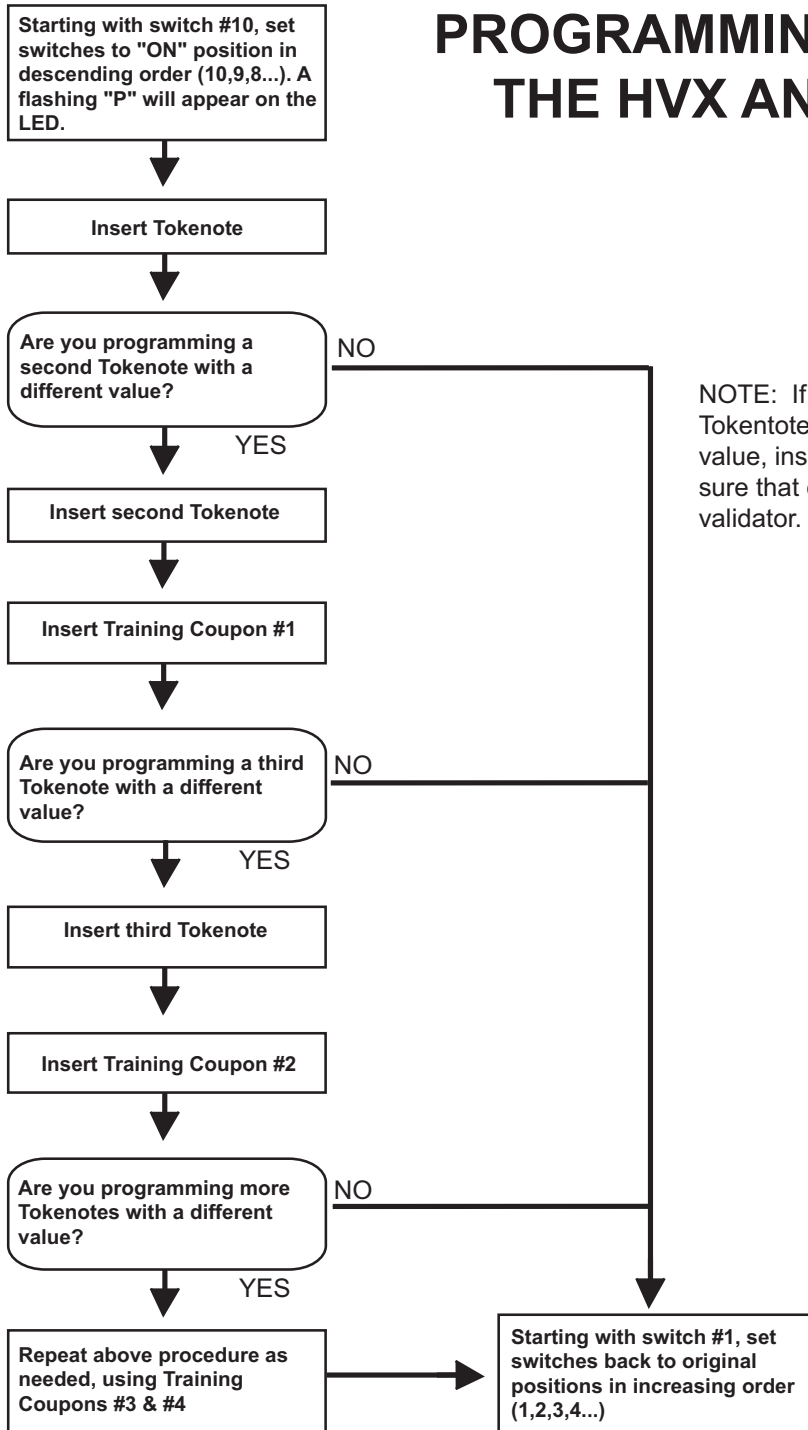 PROGRAMMIN
THE HVX AN
Starting with switch #10, set
switches to "ON" position in
descending order (10,9,8...). A
flashing "P" will appear on the
LED.
Insert Tokenote
Are you programming a
second Tokenote with a
different value?
NO
YES
NOTE: If
Tokentote
value, ins
sure that
validator.
Insert second Tokenote
Insert Training Coupon #1
Are you programming a third
Tokenote with a different
value?
NO
YES
Insert third Tokenote
Insert Training Coupon #2
Are you programming more
Tokenotes with a different
value?
NO
YES
Repeat above procedure as
needed, using Training
Coupons #3 & #4
Starting with switch #1, set
switches back to original
positions in increasing order
(1,2,3,4...)